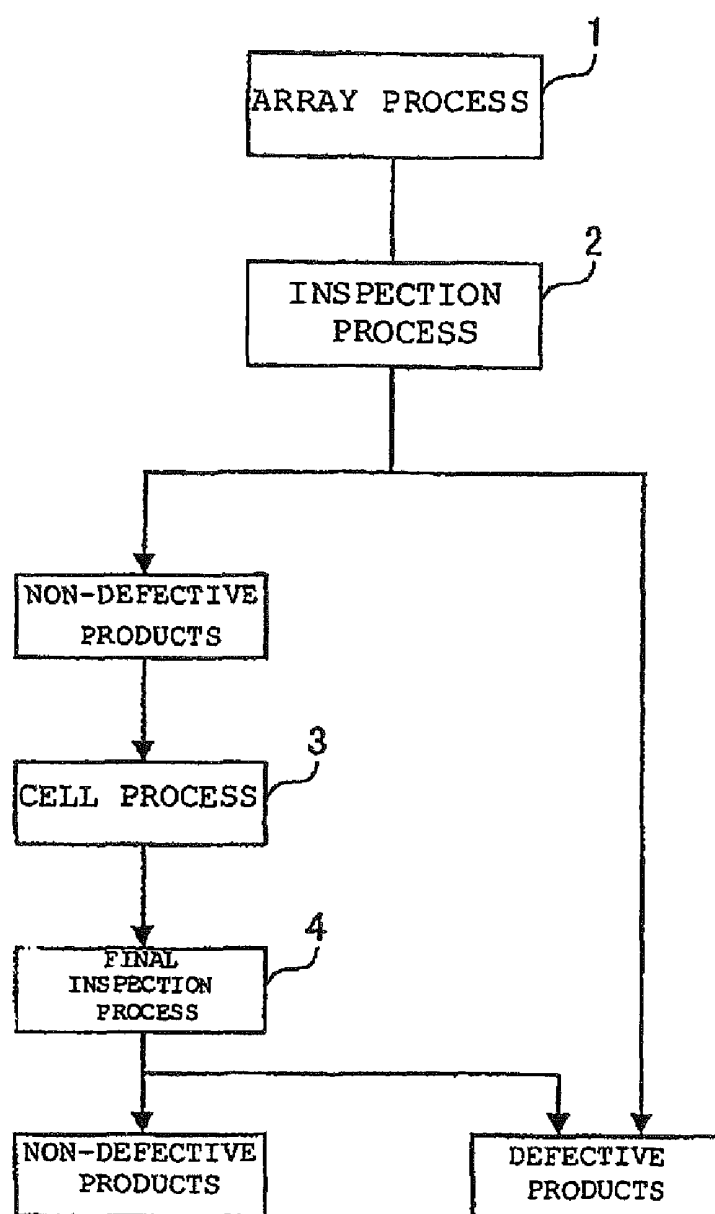 1
ARRAY PROCESS
2
INSPECTION
PROCESS
NON-DEFECTIVE
PRODUCTS
3
CELL PROCESS
4
FINAL
INSPECTION
PROCESS
NON-DEFECTIVE
PRODUCTS
DEFECTIVE
PRODUCTS